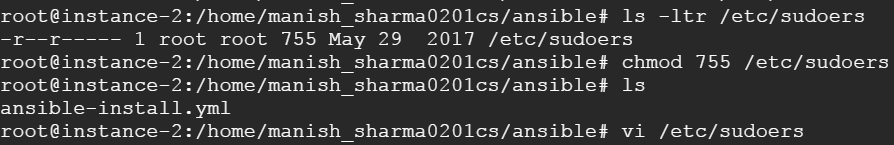 root@instance-2:/home/manish_sharma0201cs/ansible# ls -ltr /etc/sudoers
-r--r----- 1 root root 755 May 29  2017 /etc/sudoers
root@instance-2:/home/manish_sharma0201cs/ansible# chmod 755 /etc/sudoers
root@instance-2:/home/manish_sharma0201cs/ansible# ls
ansible-install.yml
root@instance-2:/home/manish_sharma0201cs/ansible# vi /etc/sudoers